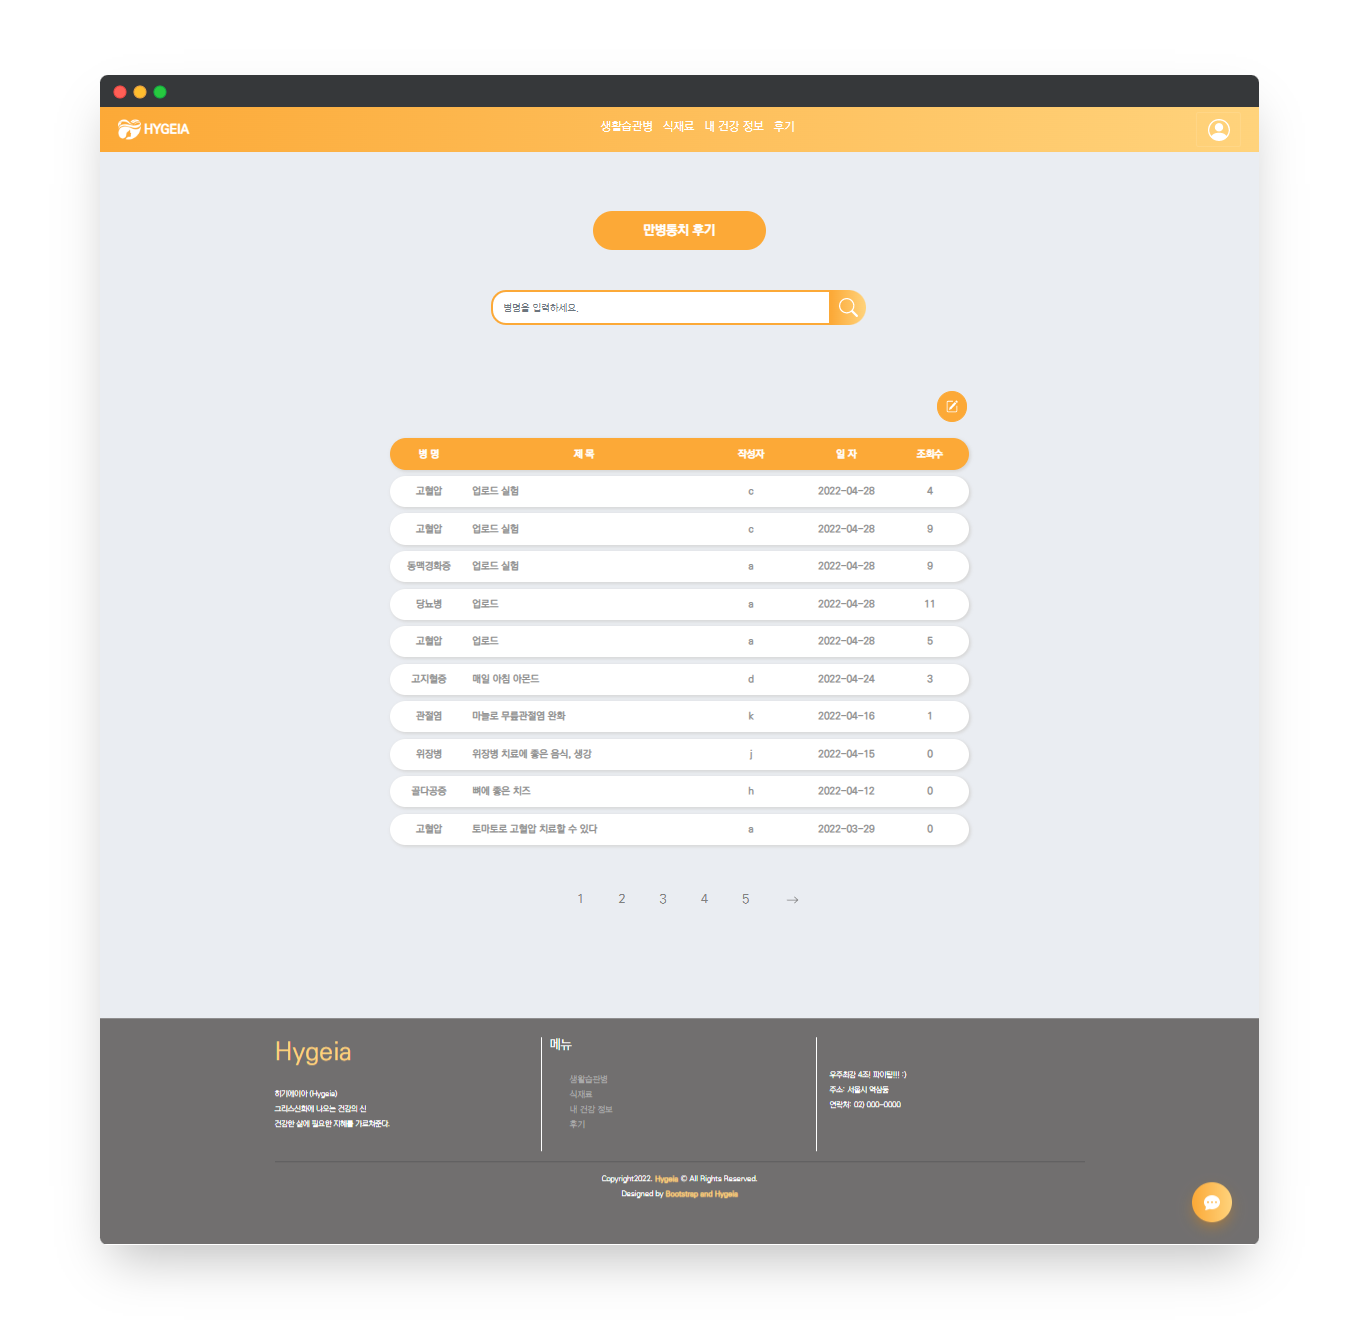 HYGEIA 생활습관병 식재료 내 건강 정보 후기
만병통치 후기
병명을 입력하세요.
병 명 제 목 작성자 일 자 조회수
고혈압 업로드 실험 c 2022-04-28 4
고혈압 업로드 실험 c 2022-04-28 9
동맥경화증 업로드 실험 a 2022-04-28 9
당뇨병 업로드 a 2022-04-28 11
고혈압 업로드 a 2022-04-28 5
고지혈증 매일 아침 아몬드 d 2022-04-24 3
관절염 마늘로 무릎관절염 완화 k 2022-04-16 1
위장병 위장병 치료에 좋은 음식, 생강 j 2022-04-15 0
골다공증 뼈에 좋은 치즈 h 2022-04-12 0
고혈압 토마토로 고혈압 치료할 수 있다 a 2022-03-29 0
1 2 3 4 5 →
Hygeia
히기에이아 (Hygeia)
그리스신화에 나오는 건강의 신
건강한 삶에 필요한 지혜를 가르쳐준다.
메뉴
생활습관병
식재료
내 건강 정보
후기
우주최강 4조! 파이팅!!! :)
주소: 서울시 역삼동
연락처: 02) 000-0000
Copyright2022. Hygeia © All Rights Reserved.
Designed by Bootstrap and Hygeia